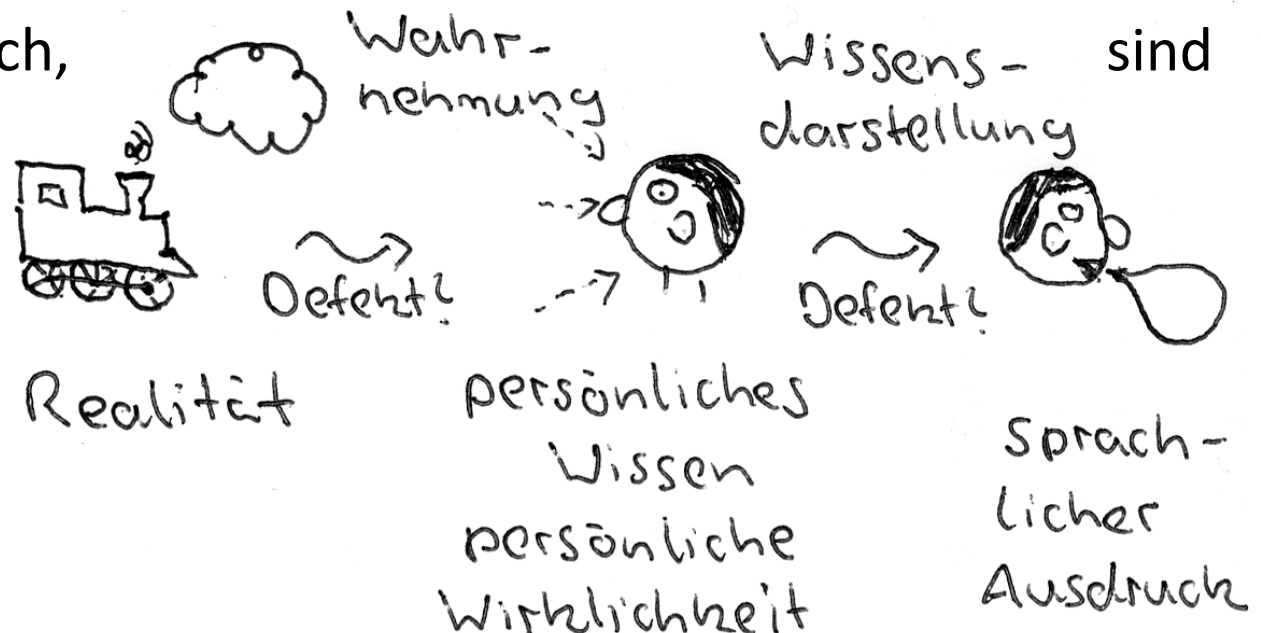 ch,
sind
Wahr-
nehmung
Wissens-
darstellung
Defekt?
Defekt?
Realität
persönliches
Wissen
persönliche
Wirklichkeit
sprach-
licher
Ausdruck